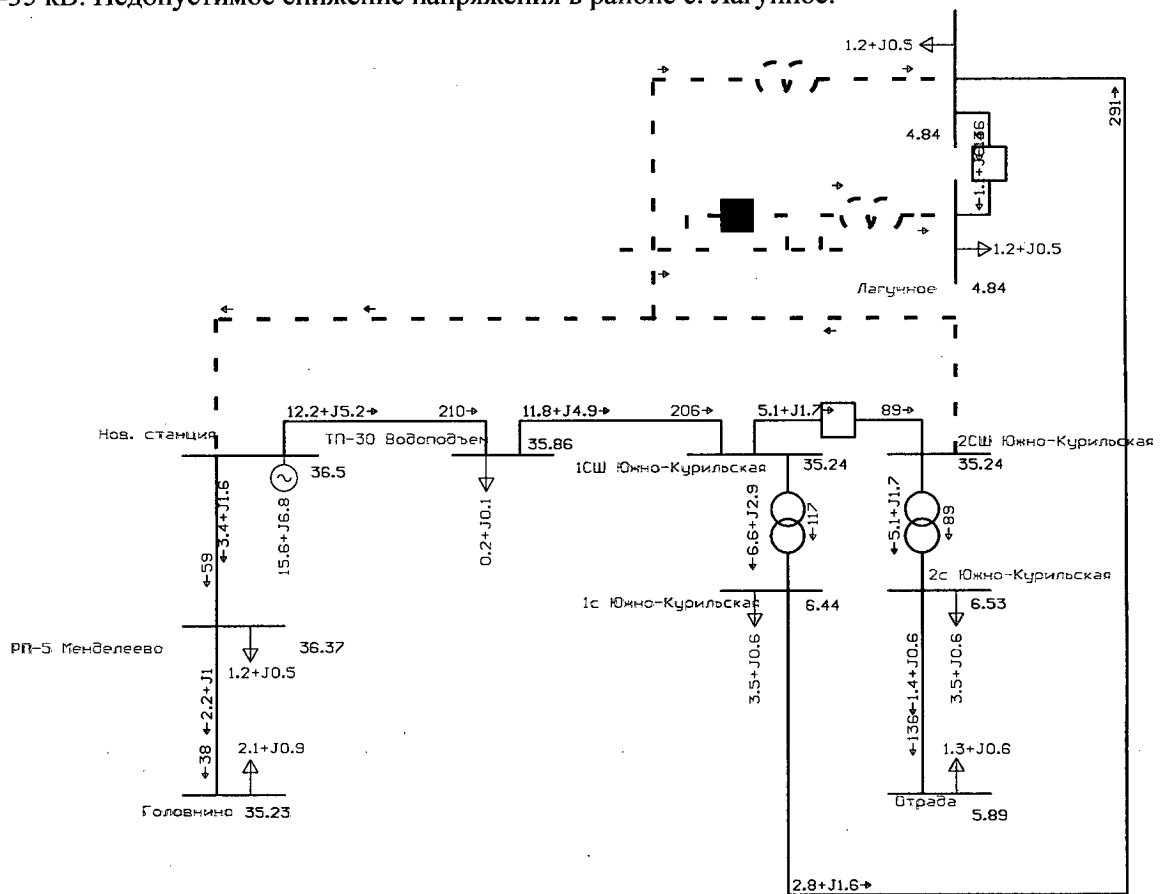 -35 кВ. Недопустимое снижение напряжения в районе с. Лагунное.
1.2+J0.5
291
4.84
1.2+J0.5
Лагучное
4.84
12.2+J5.2
210
11.8+J4.9
206
5.1+J1.7
89
Нов. станция
36.5
ТП-30 Водоподъем
35.86
1СШ Южно-Курильская
35.24
2СШ Южно-Курильская
35.24
3.4+J1.6
15.6+J6.8
0.2+J0.1
6.6+J2.9
117
5.1+J1.7
89
59
1с Южно-Курильская
6.44
2с Южно-Курильская
6.53
РП-5 Менделеево
36.37
1.2+J0.5
3.5+J0.6
1.4+J0.6
3.5+J0.6
2.2+J1
136
38
2.1+J0.9
1.3+J0.6
Головнино
35.23
Отрада
5.89
2.8+J1.6